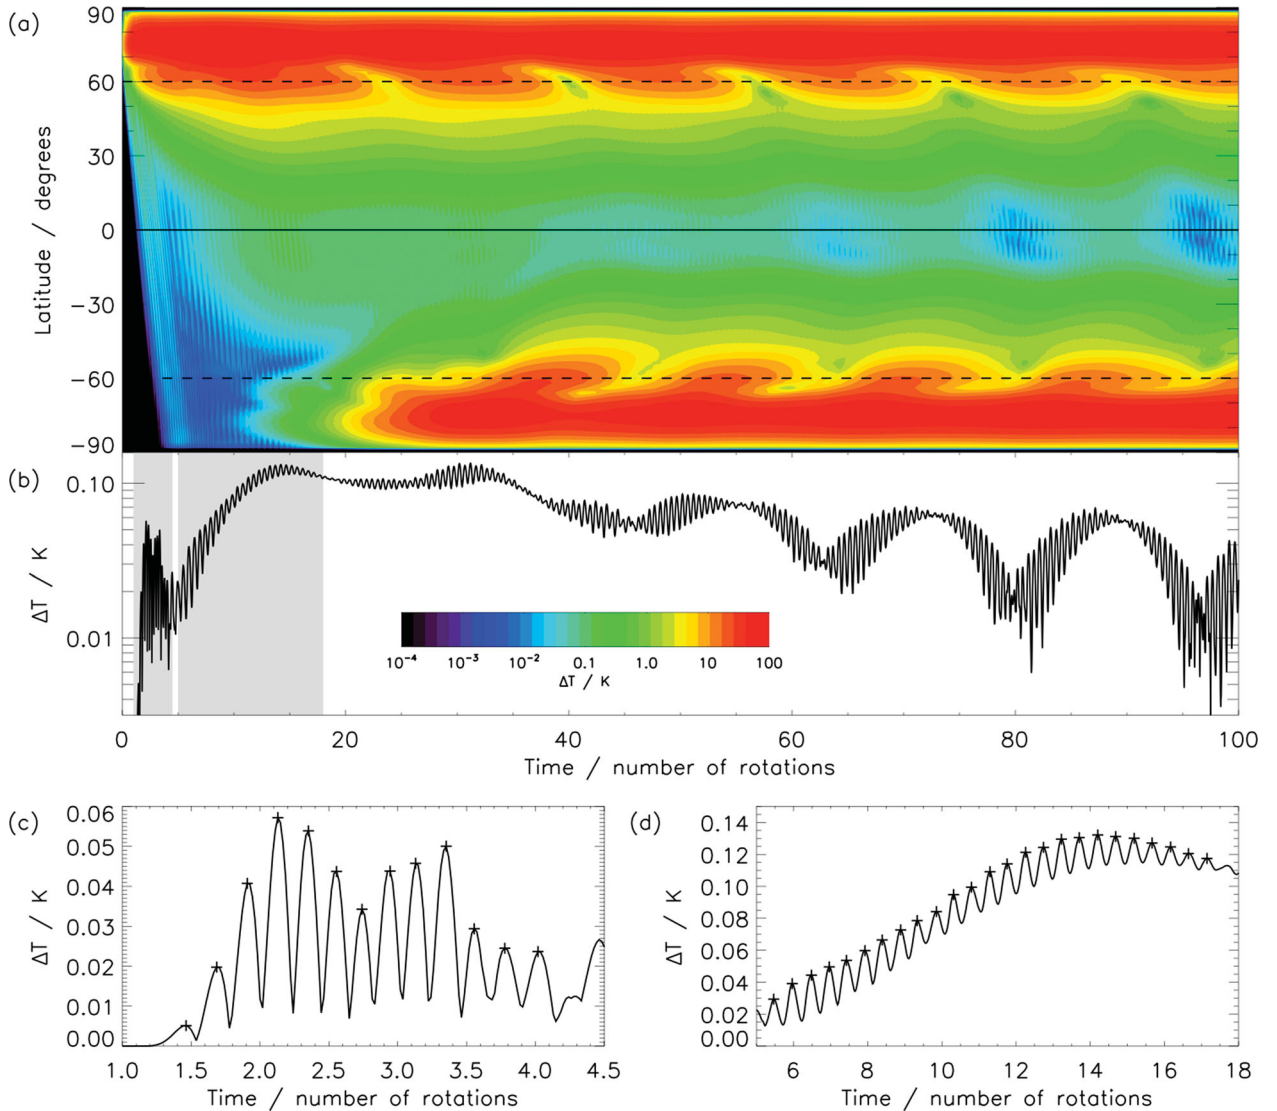 (a)
90
60
30
0
−30
−60
−90
Latitude / degrees
(b)
0.10
0.01
ΔT / K
10⁻⁴ 10⁻³ 10⁻² 0.1 1.0 10 100
ΔT / K
0 20 40 60 80 100
Time / number of rotations
(c)
0.06
0.05
0.04
0.03
0.02
0.01
0.00
ΔT / K
1.0 1.5 2.0 2.5 3.0 3.5 4.0 4.5
Time / number of rotations
(d)
0.14
0.12
0.10
0.08
0.06
0.04
0.02
0.00
ΔT / K
6 8 10 12 14 16 18
Time / number of rotations